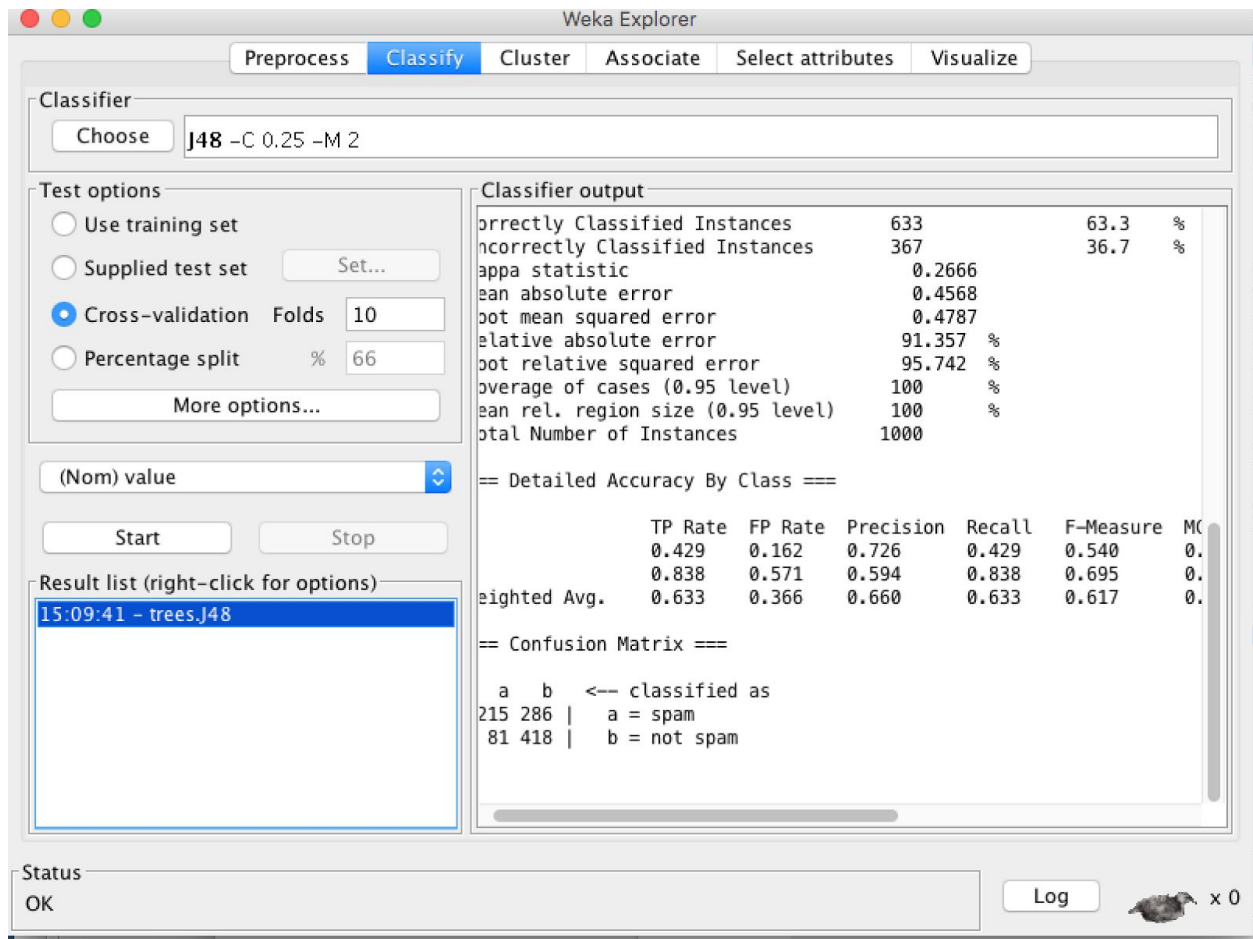 Weka Explorer
Preprocess Classify Cluster Associate Select attributes Visualize
Classifier
Choose J48 -C 0.25 -M 2
Test options
Use training set
Supplied test set Set...
Cross-validation Folds 10
Percentage split % 66
More options...
(Nom) value
Start Stop
Result list (right-click for options)
15:09:41 - trees.J48
Classifier output
orrectly Classified Instances 633 63.3 %
ncorrectly Classified Instances 367 36.7 %
appa statistic 0.2666
ean absolute error 0.4568
oot mean squared error 0.4787
elative absolute error 91.357 %
oot relative squared error 95.742 %
overage of cases (0.95 level) 100 %
ean rel. region size (0.95 level) 100 %
otal Number of Instances 1000
== Detailed Accuracy By Class ===
TP Rate FP Rate Precision Recall F-Measure MC
0.429 0.162 0.726 0.429 0.540 0.
0.838 0.571 0.594 0.838 0.695 0.
eighted Avg. 0.633 0.366 0.660 0.633 0.617 0.
== Confusion Matrix ===
a b <-- classified as
215 286 | a = spam
81 418 | b = not spam
Status
OK
Log x 0